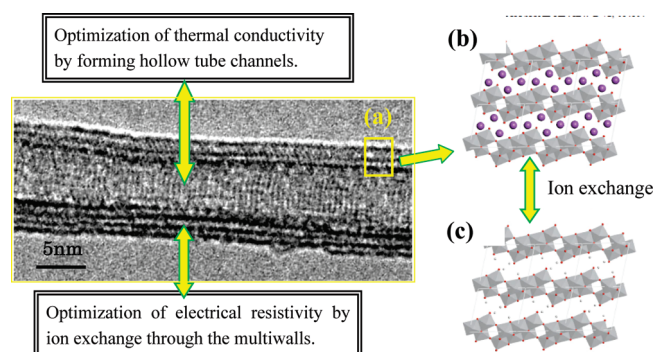 Optimization of thermal conductivity
by forming hollow tube channels.
(a)
5nm
Optimization of electrical resistivity by
ion exchange through the multiwalls.
(b)
Ion exchange
(c)